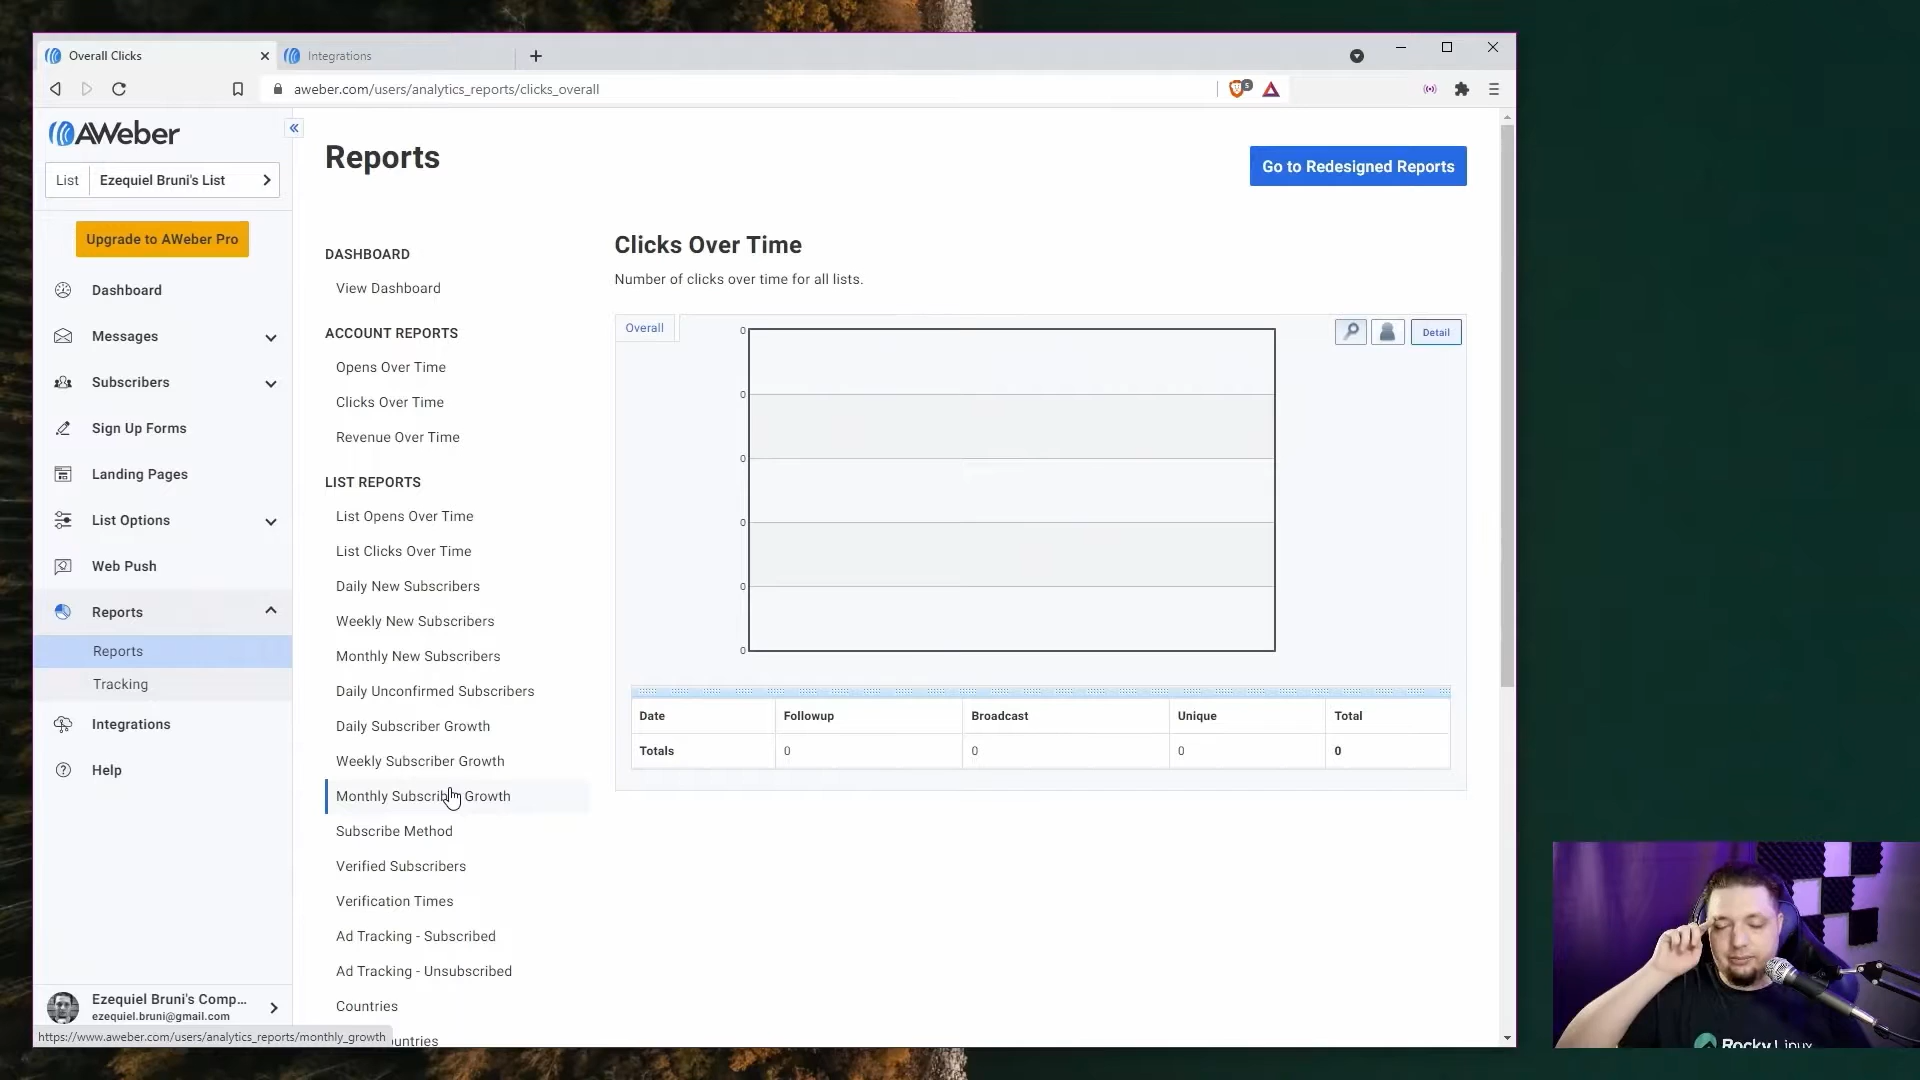 Overall Clicks
Integrations
aweber.com/users/analytics_reports/clicks_overall
5
AWeber
List
Ezequiel Bruni's List
Upgrade to AWeber Pro
Dashboard
Messages
Subscribers
Sign Up Forms
Landing Pages
List Options
Web Push
Reports
Reports
Tracking
Integrations
Help
Ezequiel Bruni's Comp...
ezequiel.bruni@gmail.com
https://www.aweber.com/users/analytics_reports/monthly_growth
Reports
Go to Redesigned Reports
DASHBOARD
View Dashboard
ACCOUNT REPORTS
Opens Over Time
Clicks Over Time
Revenue Over Time
LIST REPORTS
List Opens Over Time
List Clicks Over Time
Daily New Subscribers
Weekly New Subscribers
Monthly New Subscribers
Daily Unconfirmed Subscribers
Daily Subscriber Growth
Weekly Subscriber Growth
Monthly Subscriber Growth
Subscribe Method
Verified Subscribers
Verification Times
Ad Tracking - Subscribed
Ad Tracking - Unsubscribed
Countries
Clicks Over Time
Number of clicks over time for all lists.
Overall
Detail
0
0
0
0
0
0
Date Followup Broadcast Unique Total
Totals 0 0 0 0
Rocky Linux